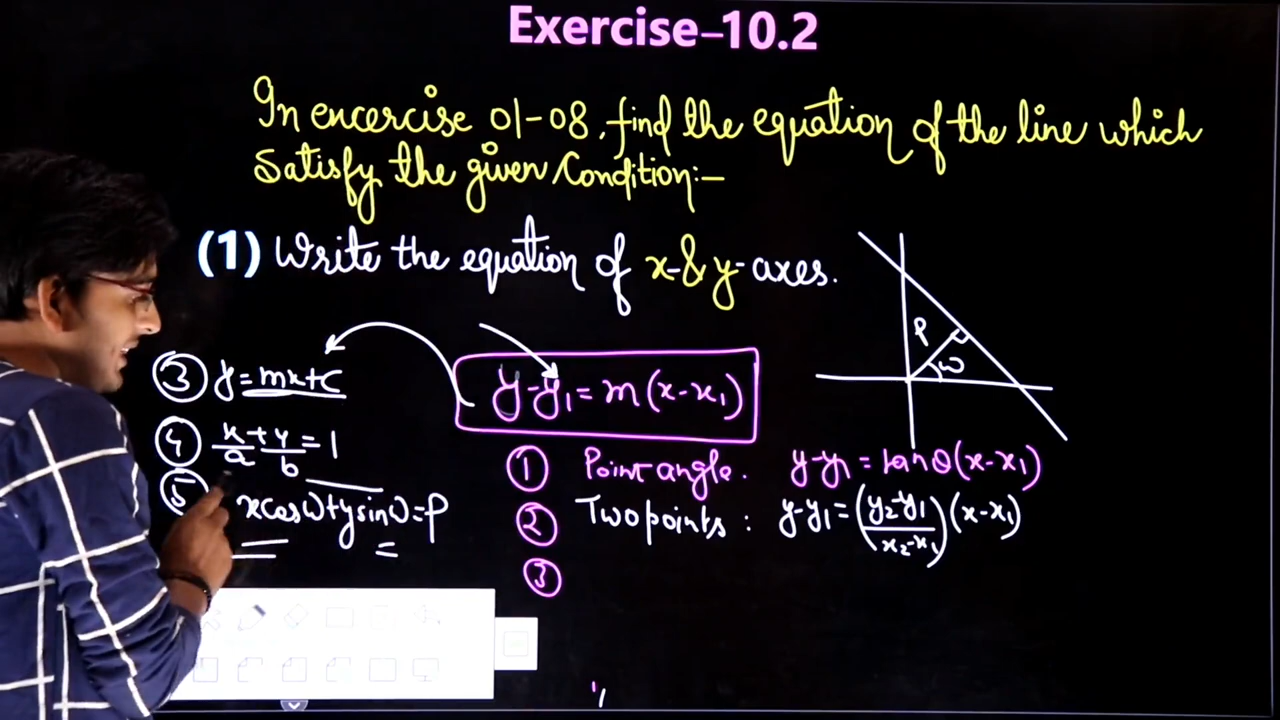 Exercise–10.2
In encercise 01-08, find the equation of the line which
Satisfy the given Condition:–
(1) Write the equation of x-&y-axes.
P
ω
③ y=mx+c
④ x/a+y/b=1
⑤ xcosω+ysinω=P
y-y₁=m(x-x₁)
① Point angle. y-y₁=tanθ(x-x₁)
② Two points: y-y₁=(y₂-y₁/x₂-x₁)(x-x₁)
③